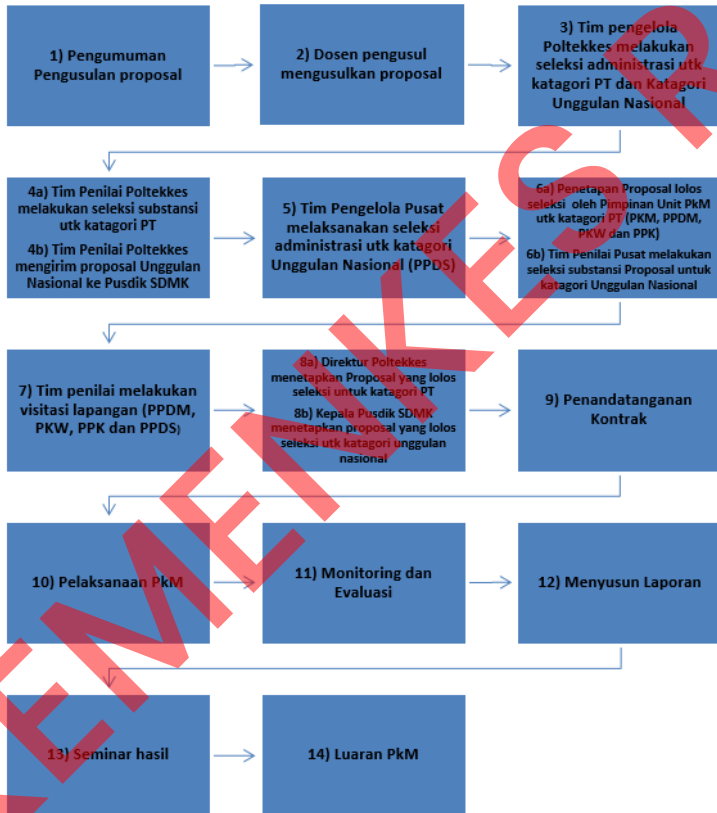 1) Pengumuman
Pengusulan proposal
2) Dosen pengusul
mengusulkan proposal
3) Tim pengelola
Poltekkes melakukan
seleksi administrasi utk
katagori PT dan Katagori
Unggulan Nasional
4a) Tim Penilai Poltekkes
melakukan seleksi substansi
utk katagori PT
4b) Tim Penilai Poltekkes
mengirim proposal Unggulan
Nasional ke Pusdik SDMK
5) Tim Pengelola Pusat
melaksanakan seleksi
administrasi utk katagori
Unggulan Nasional (PPDS)
6a) Penetapan Proposal lolos
seleksi oleh Pimpinan Unit PkM
utk katagori PT (PKM, PPDM,
PKW dan PPK)
6b) Tim Penilai Pusat melakukan
seleksi substansi Proposal untuk
katagori Unggulan Nasional
7) Tim penilai melakukan
visitasi lapangan (PPDM,
PKW, PPK dan PPDS)
8a) Direktur Poltekkes
menetapkan Proposal yang lolos
seleksi untuk katagori PT
8b) Kepala Pusdik SDMK
menetapkan proposal yang lolos
seleksi utk katagori unggulan
nasional
9) Penandatanganan
Kontrak
10) Pelaksanaan PkM
11) Monitoring dan
Evaluasi
12) Menyusun Laporan
13) Seminar hasil
14) Luaran PkM
KEMENKES R